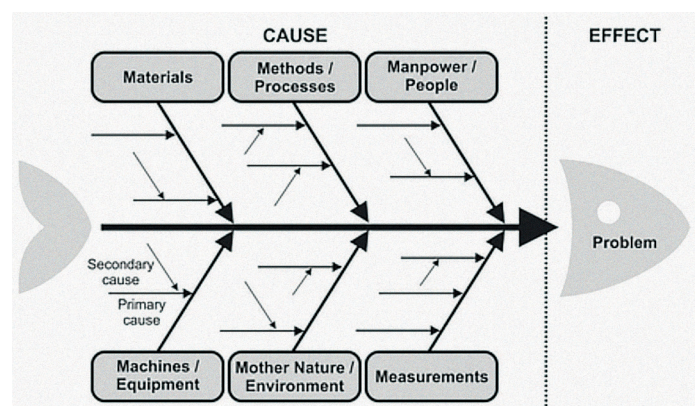 CAUSE
EFFECT
Materials
Methods /
Processes
Manpower /
People
Problem
Secondary
cause
Primary
cause
Machines /
Equipment
Mother Nature /
Environment
Measurements